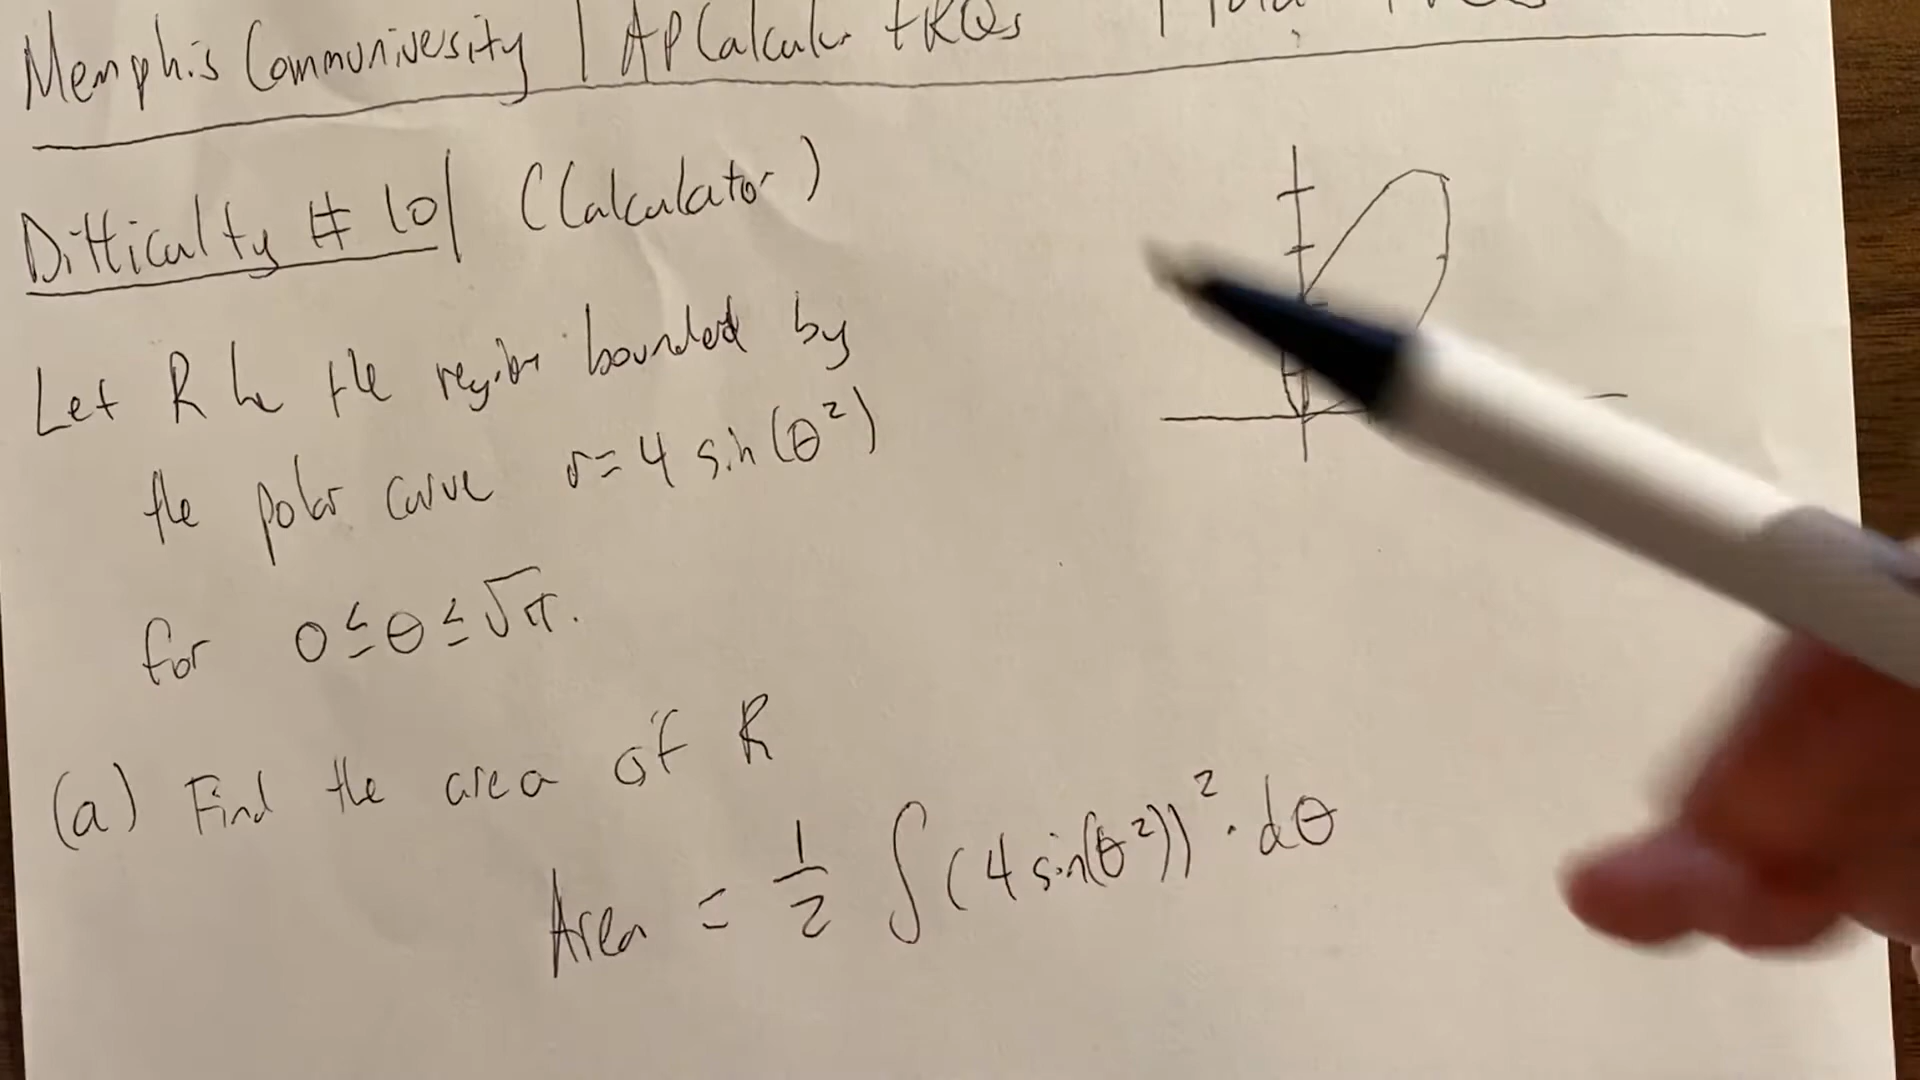 Memphis Communiversity | AP Calculus FRQs
Difficulty # 10 | (Calculator)
Let R be the region bounded by
the polar curve r = 4 sin(θ²)
for 0 ≤ θ ≤ √π.
(a) Find the area of R
Area = 1/2 ∫(4 sin(θ²))² · dθ